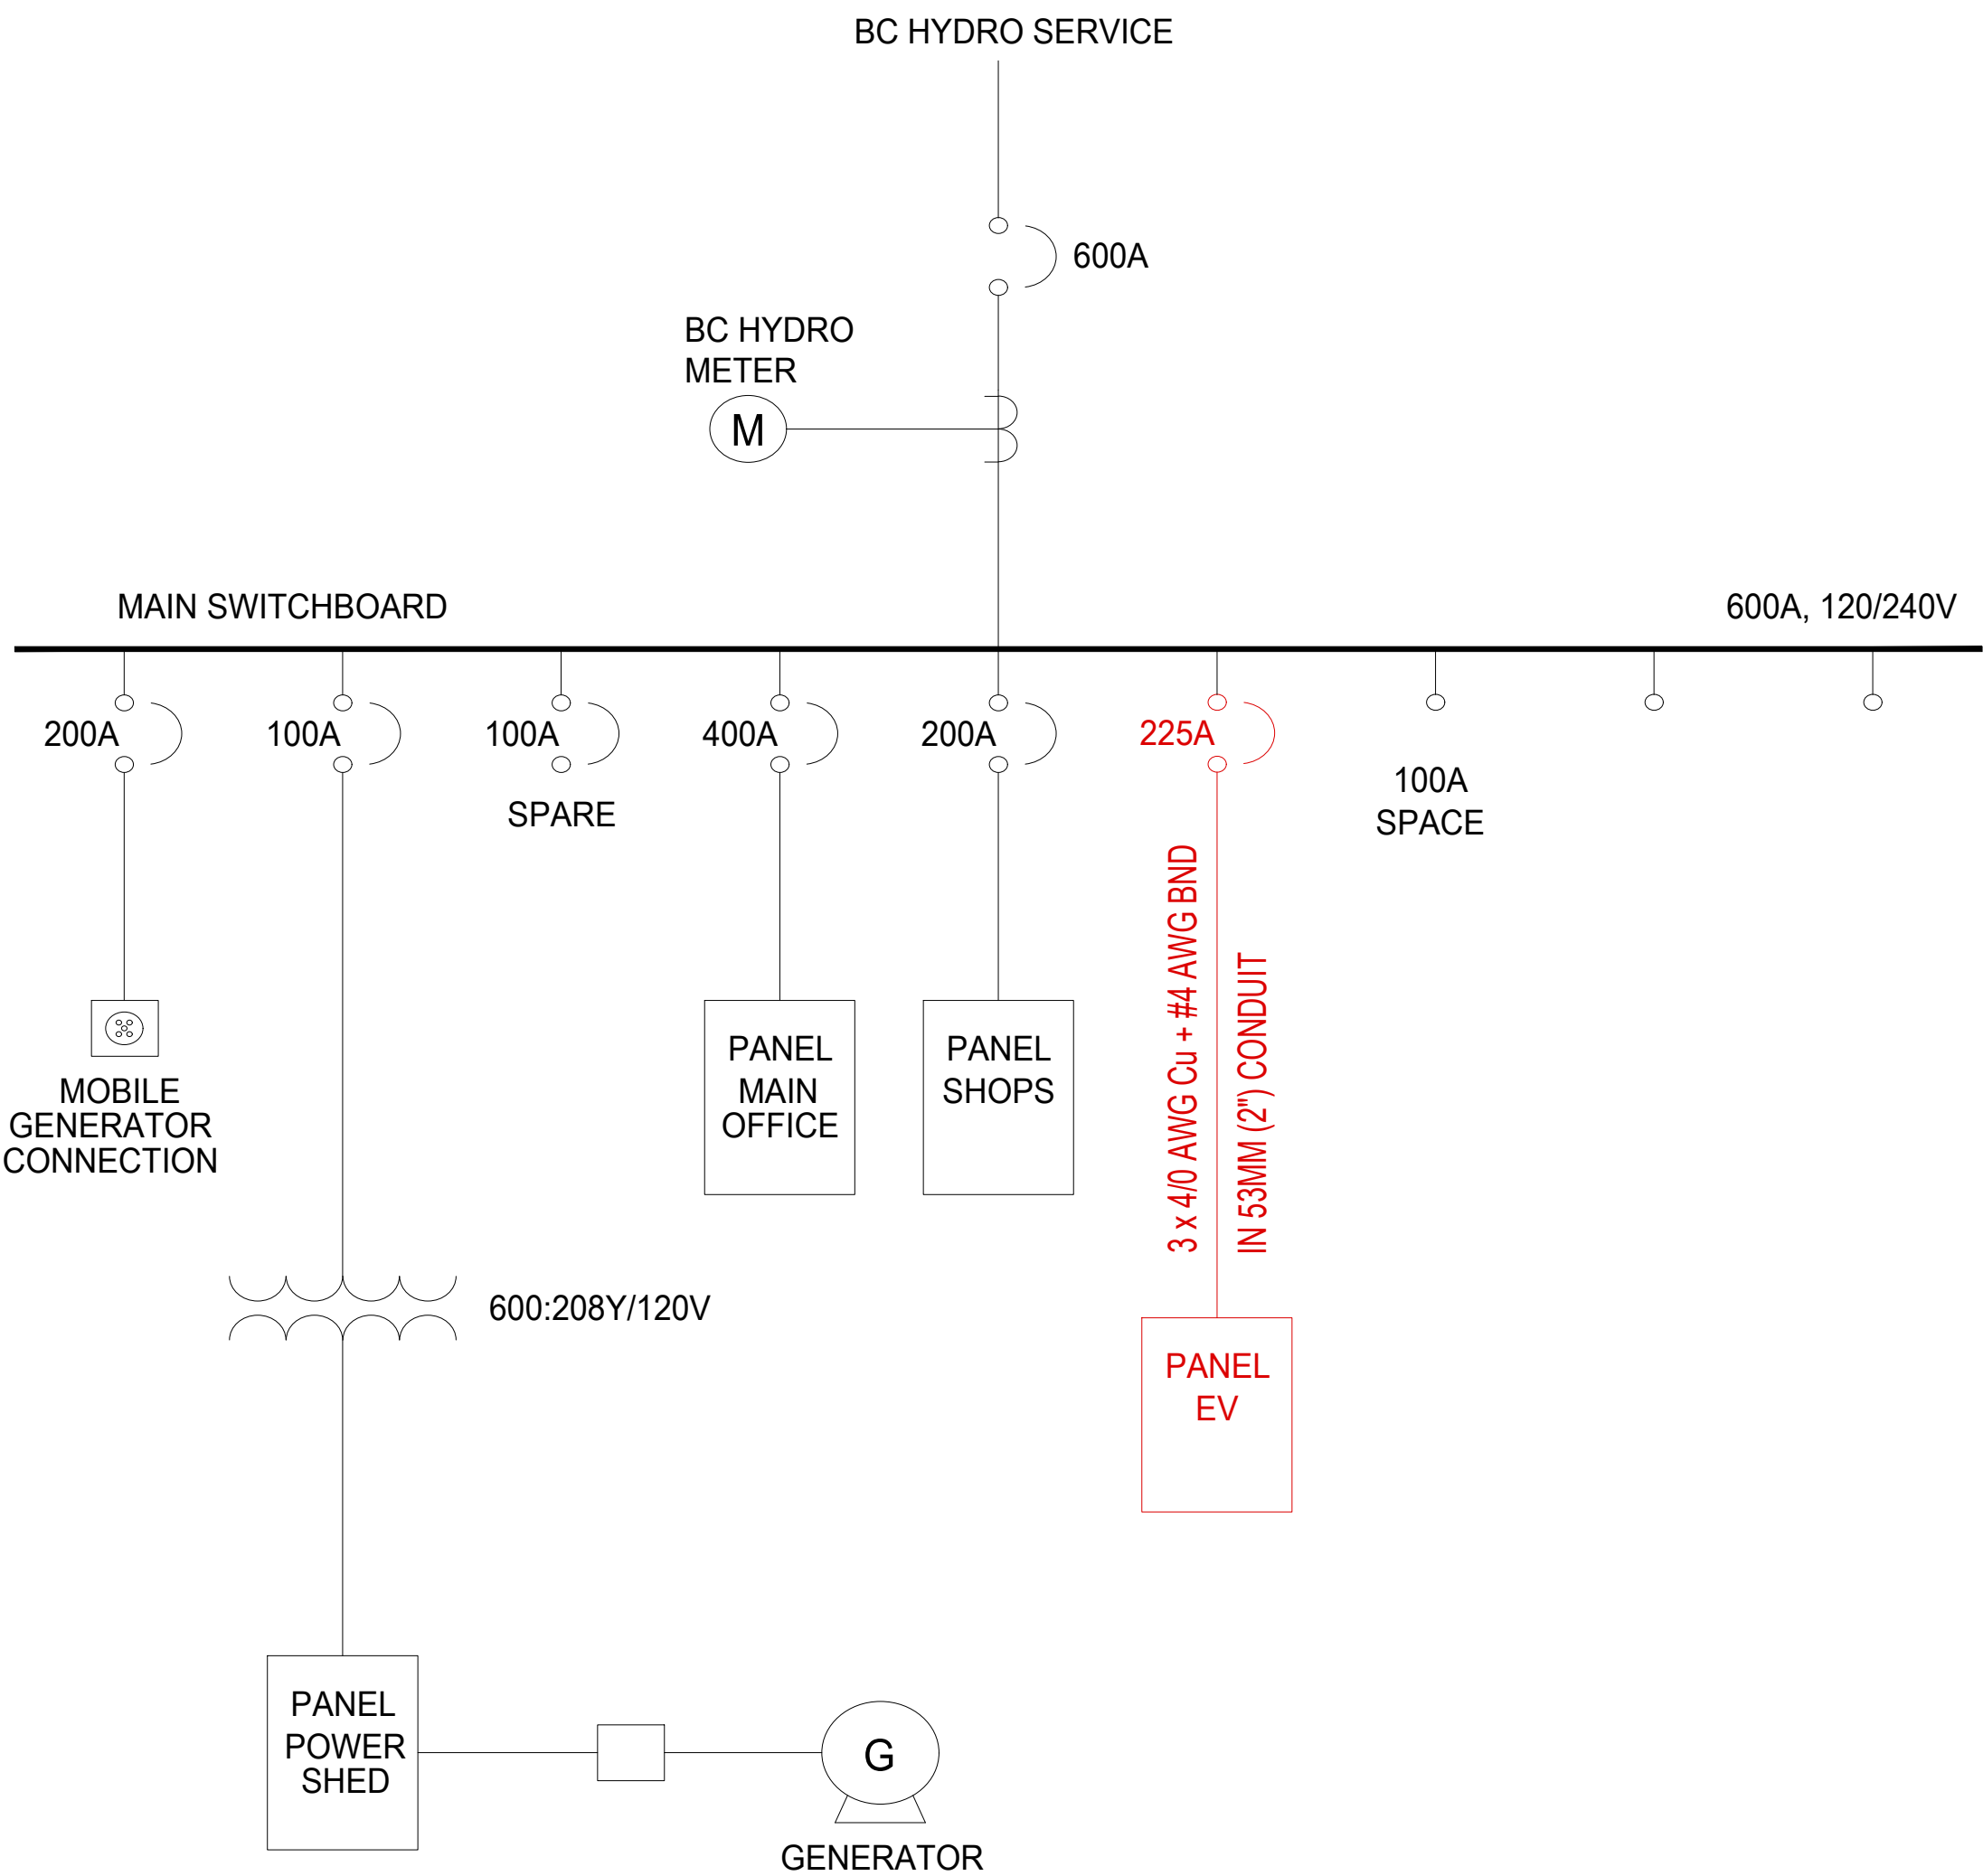 BC HYDRO SERVICE
600A
BC HYDRO
METER
M
MAIN SWITCHBOARD
600A, 120/240V
200A
100A
100A
400A
200A
225A
SPARE
100A
SPACE
3 x 4/0 AWG Cu + #4 AWG BND
IN 53MM (2") CONDUIT
MOBILE
GENERATOR
CONNECTION
PANEL
MAIN
OFFICE
PANEL
SHOPS
600:208Y/120V
PANEL
EV
PANEL
POWER
SHED
G
GENERATOR